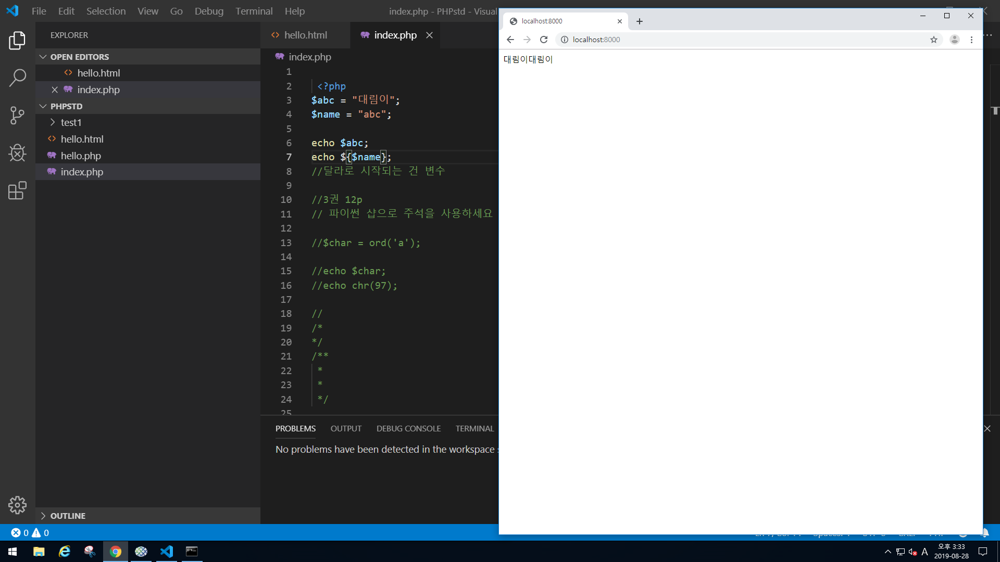 File Edit Selection View Go Debug Terminal Help
index.php - PHPstd - Visual
EXPLORER
OPEN EDITORS
hello.html
index.php
PHPSTD
test1
hello.html
hello.php
index.php
OUTLINE
hello.html
index.php
index.php
1
2 <?php
3 $abc = "대림이";
4 $name = "abc";
5
6 echo $abc;
7 echo ${$name};
8 //달라로 시작되는 건 변수
9
10 //3권 12p
11 // 파이썬 샵으로 주석을 사용하세요
12
13 //$char = ord('a');
14
15 //echo $char;
16 //echo chr(97);
17
18 //
19 /*
20 */
21 /**
22 *
23 *
24 */
25
PROBLEMS OUTPUT DEBUG CONSOLE TERMINAL
No problems have been detected in the workspace
0 0
localhost:8000
localhost:8000
대림이대림이
A
오후 3:33
2019-08-28